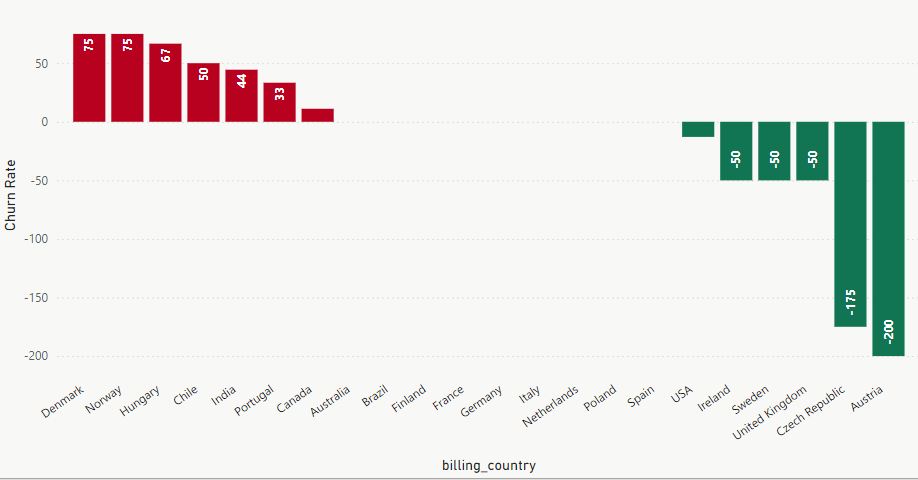 75
75
67
50
44
33
-50
-50
-50
-175
-200
50
0
-50
-100
-150
-200
Churn Rate
Denmark
Norway
Hungary
Chile
India
Portugal
Canada
Australia
Brazil
Finland
France
Germany
Italy
Netherlands
Poland
Spain
USA
Ireland
Sweden
United Kingdom
Czech Republic
Austria
billing_country